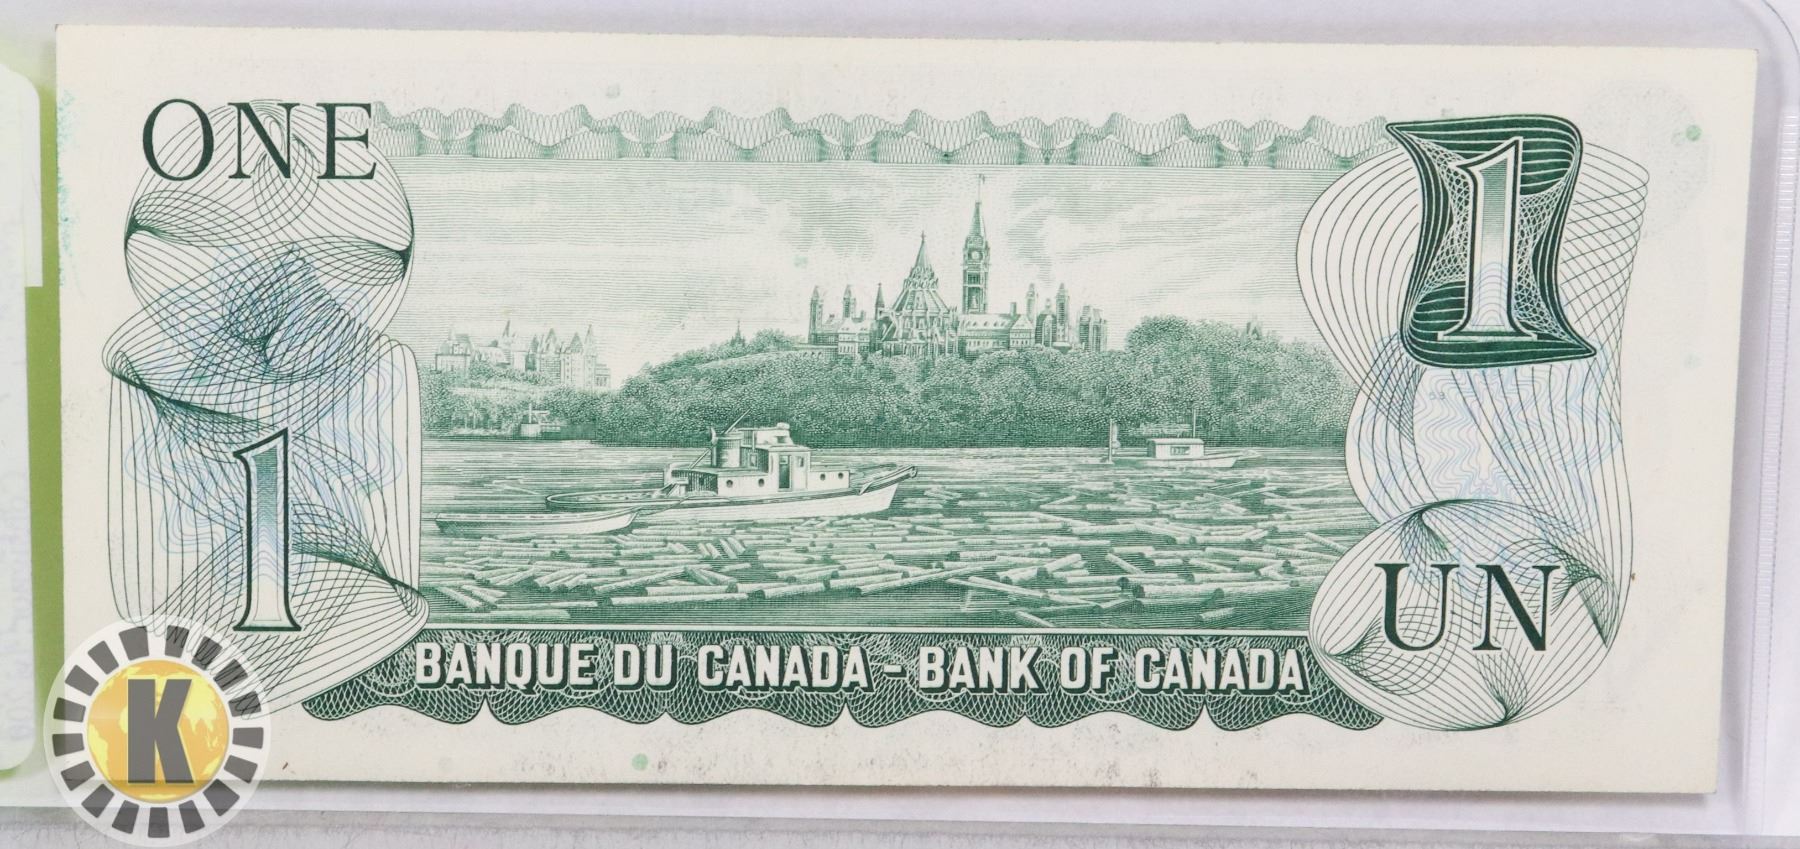 ONE
1
1
BANQUE DU CANADA - BANK OF CANADA
UN
K